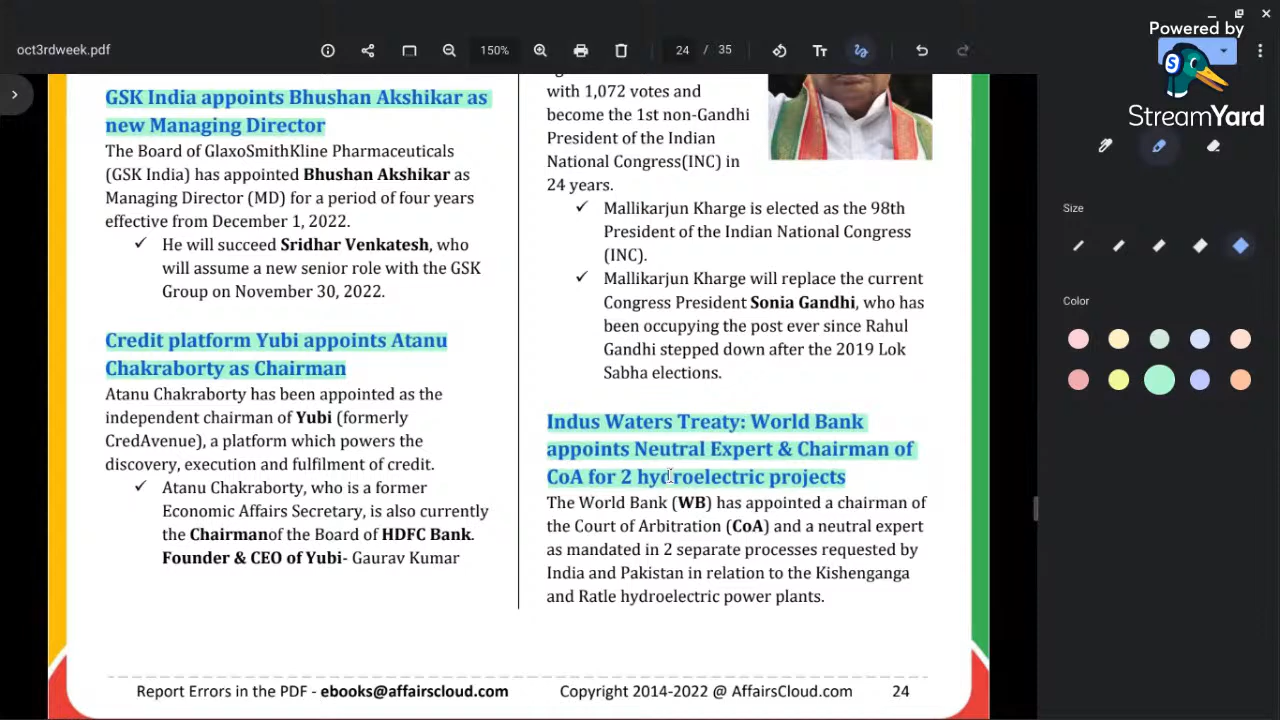 oct3rdweek.pdf
150%
24 / 35
Powered by
StreamYard
Size
Color
GSK India appoints Bhushan Akshikar as
new Managing Director
The Board of GlaxoSmithKline Pharmaceuticals
(GSK India) has appointed Bhushan Akshikar as
Managing Director (MD) for a period of four years
effective from December 1, 2022.
✓ He will succeed Sridhar Venkatesh, who
will assume a new senior role with the GSK
Group on November 30, 2022.
Credit platform Yubi appoints Atanu
Chakraborty as Chairman
Atanu Chakraborty has been appointed as the
independent chairman of Yubi (formerly
CredAvenue), a platform which powers the
discovery, execution and fulfilment of credit.
✓ Atanu Chakraborty, who is a former
Economic Affairs Secretary, is also currently
the Chairmanof the Board of HDFC Bank.
Founder & CEO of Yubi- Gaurav Kumar
with 1,072 votes and
become the 1st non-Gandhi
President of the Indian
National Congress(INC) in
24 years.
✓ Mallikarjun Kharge is elected as the 98th
President of the Indian National Congress
(INC).
✓ Mallikarjun Kharge will replace the current
Congress President Sonia Gandhi, who has
been occupying the post ever since Rahul
Gandhi stepped down after the 2019 Lok
Sabha elections.
Indus Waters Treaty: World Bank
appoints Neutral Expert & Chairman of
CoA for 2 hydroelectric projects
The World Bank (WB) has appointed a chairman of
the Court of Arbitration (CoA) and a neutral expert
as mandated in 2 separate processes requested by
India and Pakistan in relation to the Kishenganga
and Ratle hydroelectric power plants.
Report Errors in the PDF - ebooks@affairscloud.com
Copyright 2014-2022 @ AffairsCloud.com
24